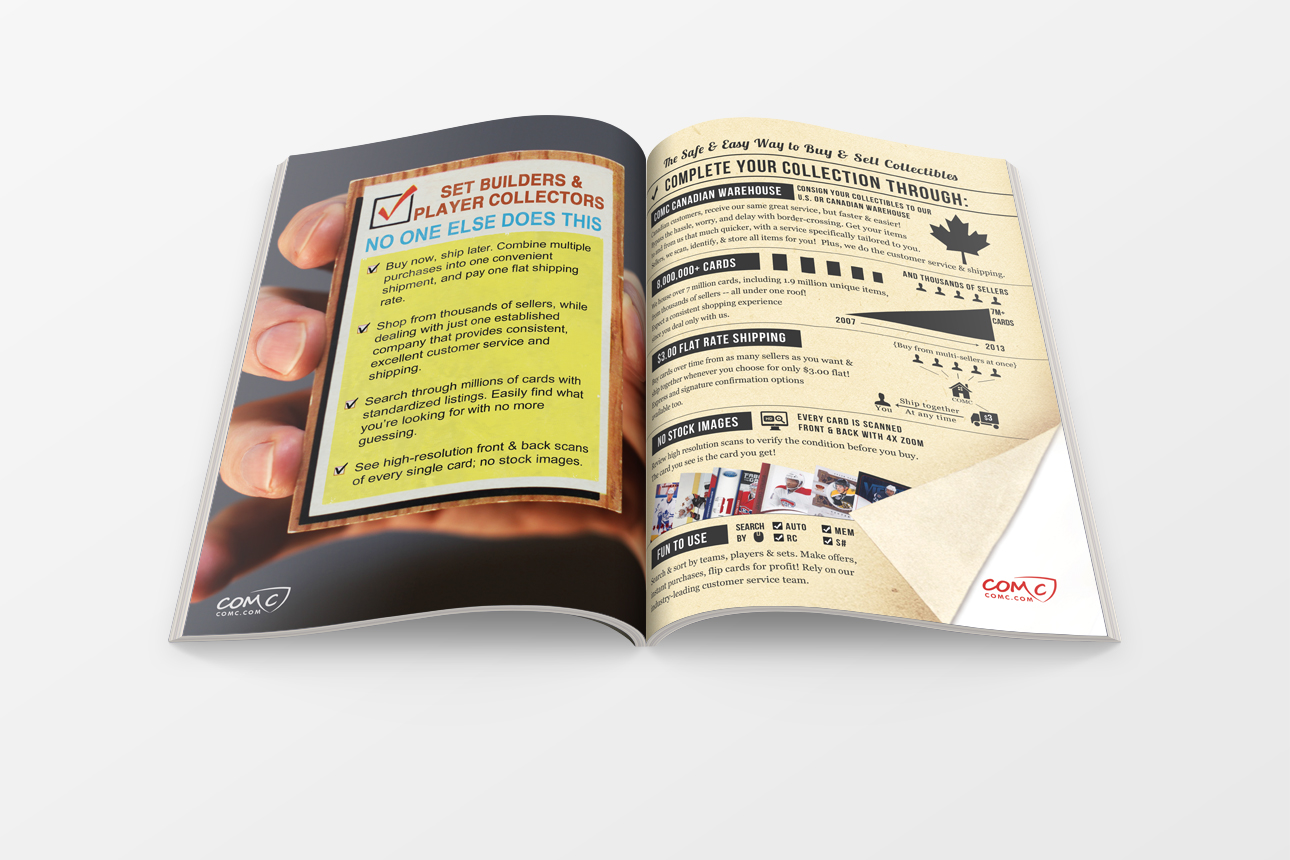 SET BUILDERS &
PLAYER COLLECTORS
NO ONE ELSE DOES THIS
Buy now, ship later. Combine multiple
purchases into one convenient
shipment, and pay one flat shipping
rate.
Shop from thousands of sellers, while
dealing with just one established
company that provides consistent,
excellent customer service and
shipping.
Search through millions of cards with
standardized listings. Easily find what
you're looking for with no more
guessing.
See high-resolution front & back scans
of every single card; no stock images.
COMC
COMC.COM
The Safe & Easy Way to Buy & Sell Collectibles
COMPLETE YOUR COLLECTION THROUGH:
COMC CANADIAN WAREHOUSE
CONSIGN YOUR COLLECTIBLES TO OUR
U.S. OR CANADIAN WAREHOUSE
Canadian customers, receive our same great service, but faster & easier!
Bypass the hassle, worry, and delay with border-crossing. Get your items
to and from us that much quicker, with a service specifically tailored to you.
Sellers, we scan, identify, & store all items for you! Plus, we do the customer service & shipping.
8,000,000+ CARDS
AND THOUSANDS OF SELLERS
We house over 7 million cards, including 1.9 million unique items,
from thousands of sellers -- all under one roof!
Expect a consistent shopping experience
since you deal only with us.
2007
7M+
CARDS
2013
$3.00 FLAT RATE SHIPPING
{Buy from multi-sellers at once}
Buy cards over time from as many sellers as you want &
ship together whenever you choose for only $3.00 flat!
Express and signature confirmation options
available too.
COMC
You
Ship together
At any time
$3
NO STOCK IMAGES
EVERY CARD IS SCANNED
FRONT & BACK WITH 4X ZOOM
Review high resolution scans to verify the condition before you buy.
The card you see is the card you get!
FUN TO USE
SEARCH
BY
AUTO
RC
MEM
S#
Search & sort by teams, players & sets. Make offers,
instant purchases, flip cards for profit! Rely on our
industry-leading customer service team.
COMC
COMC.COM